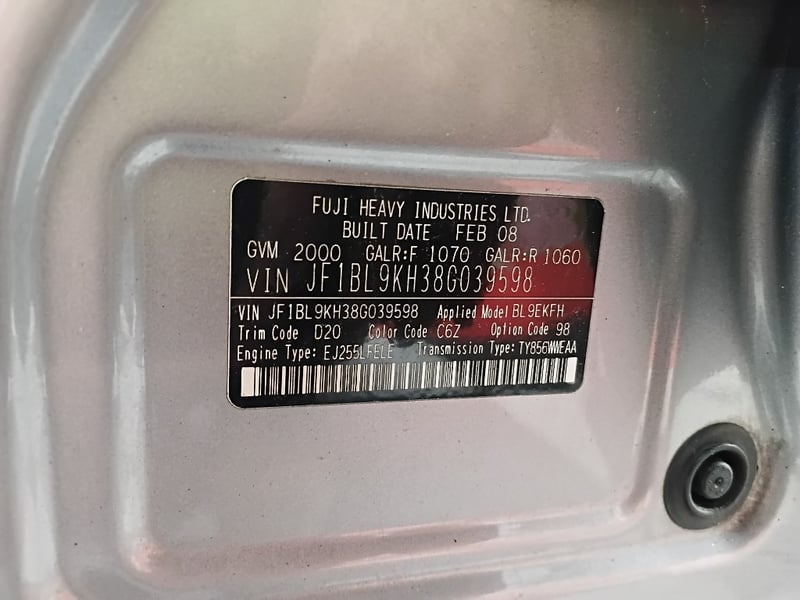 FUJI HEAVY INDUSTRIES LTD.
BUILT DATE FEB 08
GVM 2000 GALR:F 1070 GALR:R 1060
VIN JF1BL9KH38G039598
VIN JF1BL9KH38G039598 Applied Model BL9EKFH
Trim Code D20 Color Code C6Z Option Code 98
Engine Type: EJ255LFELE Transmission Type: TY856WWEAA